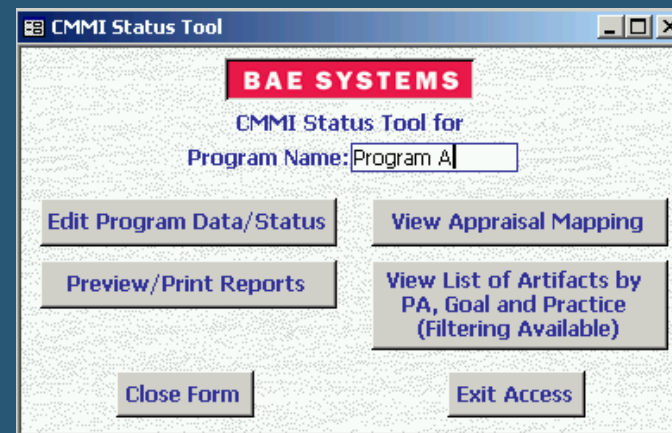 CMMI Status Tool
BAE SYSTEMS
CMMI Status Tool for
Program Name: Program A
Edit Program Data/Status
View Appraisal Mapping
Preview/Print Reports
View List of Artifacts by
PA, Goal and Practice
(Filtering Available)
Close Form
Exit Access